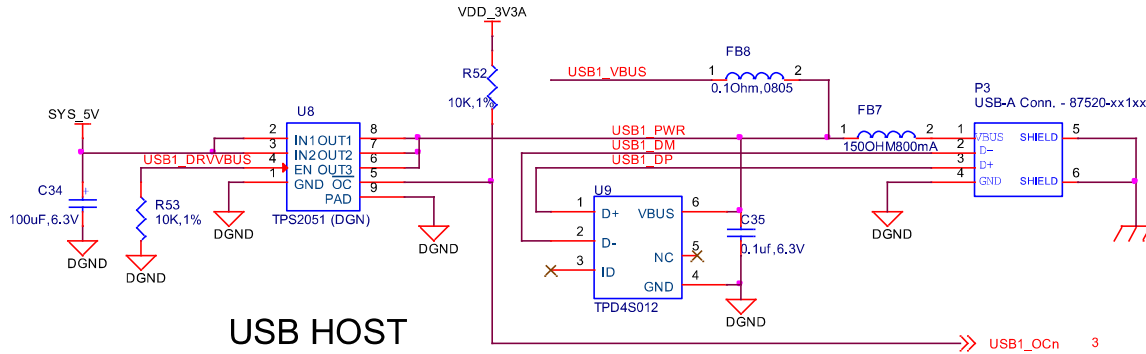 VDD_3V3A
R52
10K,1%
FB8
USB1_VBUS
1
2
0.1Ohm,0805
P3
USB-A Conn. - 87520-xx1xx
FB7
1
2
150OHM800mA
SYS_5V
U8
2
3
4
1
IN1
IN2
EN
GND
OUT1
OUT2
OUT3
OC
PAD
8
7
6
5
9
TPS2051 (DGN)
USB1_DRVVBUS
USB1_PWR
USB1_DM
USB1_DP
1
2
3
4
VBUS
D-
D+
GND
SHIELD
SHIELD
5
6
C34
+
100uF,6.3V
DGND
R53
10K,1%
DGND
DGND
DGND
U9
1
2
3
D+
D-
ID
VBUS
NC
GND
6
5
4
TPD4S012
C35
0.1uf,6.3V
DGND
DGND
USB HOST
USB1_OCn
3